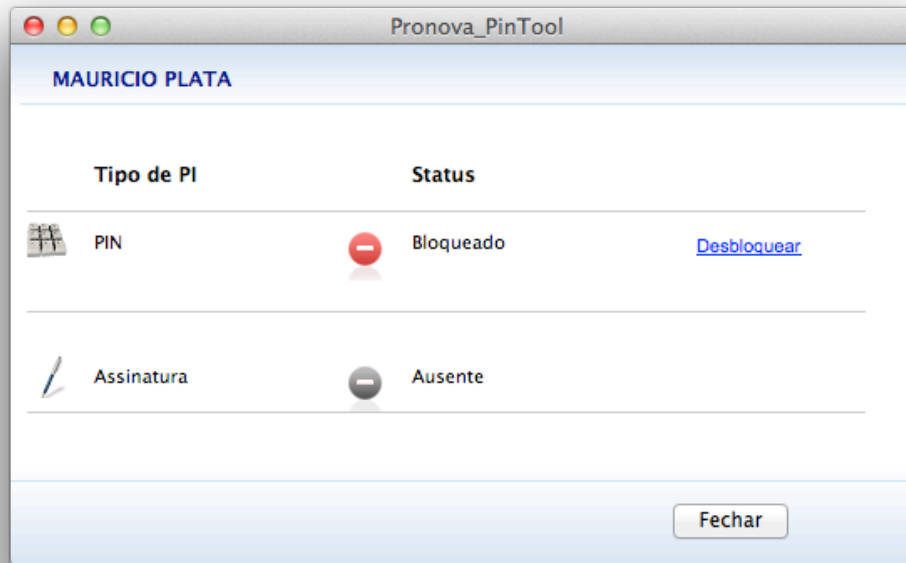 Pronova_PinTool
MAURICIO PLATA
Tipo de PI Status
PIN Bloqueado Desbloquear
Assinatura Ausente
Fechar